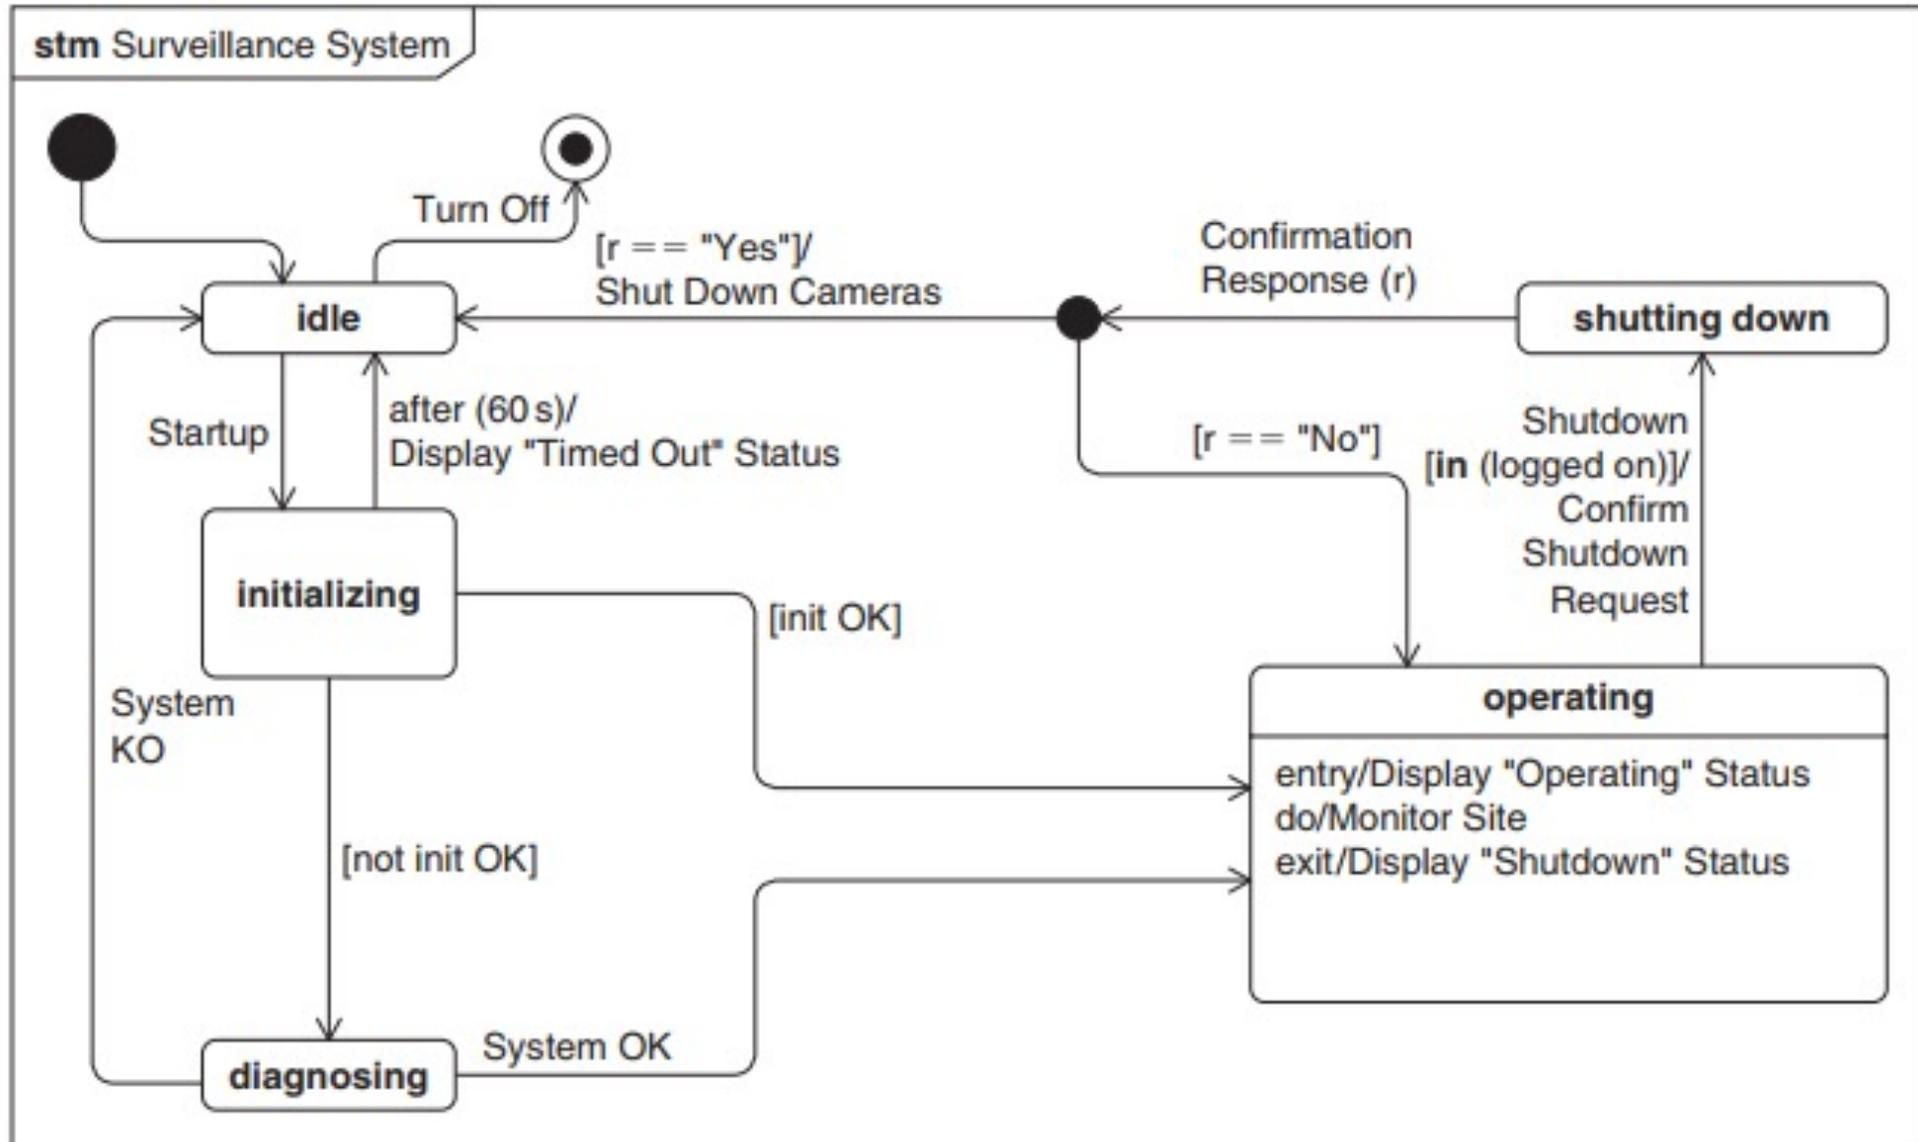 stm Surveillance System
Turn Off
[r == "Yes"]/
Shut Down Cameras
Confirmation
Response (r)
idle
shutting down
Startup
after (60 s)/
Display "Timed Out" Status
[r == "No"]
Shutdown
[in (logged on)]/
Confirm
Shutdown
Request
initializing
[init OK]
System
KO
operating
entry/Display "Operating" Status
do/Monitor Site
exit/Display "Shutdown" Status
[not init OK]
System OK
diagnosing